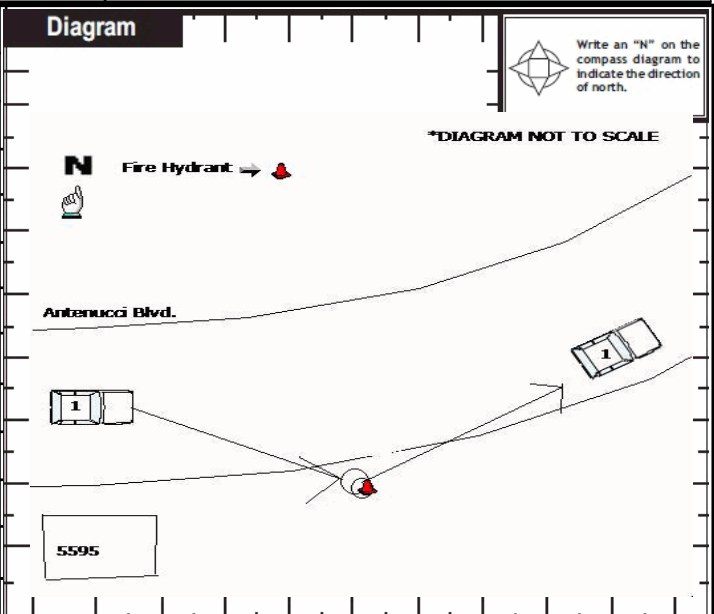 Diagram
Write an “N” on the
compass diagram to
indicate the direction
of north.
*DIAGRAM NOT TO SCALE
N
Fire Hydrant
Antenucci Blvd.
1
1
5595